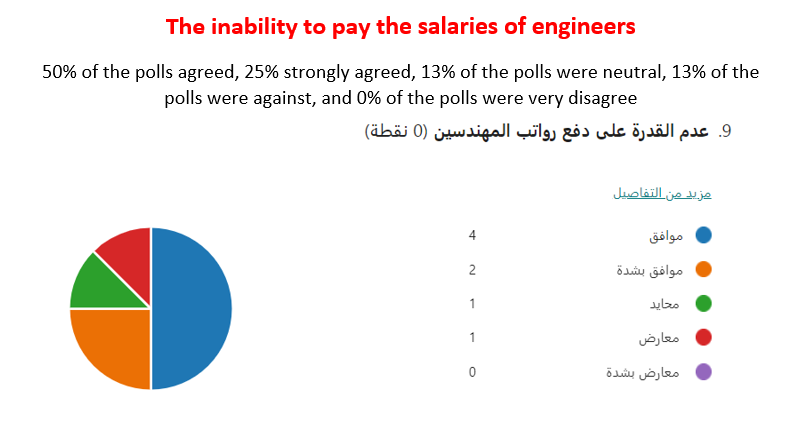 The inability to pay the salaries of engineers
50% of the polls agreed, 25% strongly agreed, 13% of the polls were neutral, 13% of the
polls were against, and 0% of the polls were very disagree
9. عدم القدرة على دفع رواتب المهندسين (0 نقطة)
مزيد من التفاصيل
موافق 4
موافق بشدة 2
محايد 1
معارض 1
معارض بشدة 0